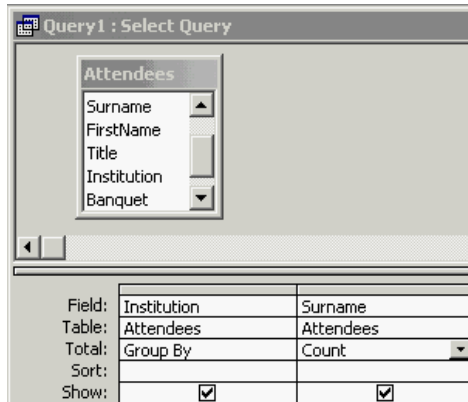 Query1 : Select Query
Attendees
Surname
FirstName
Title
Institution
Banquet
Field: Institution Surname
Table: Attendees Attendees
Total: Group By Count
Sort:
Show: